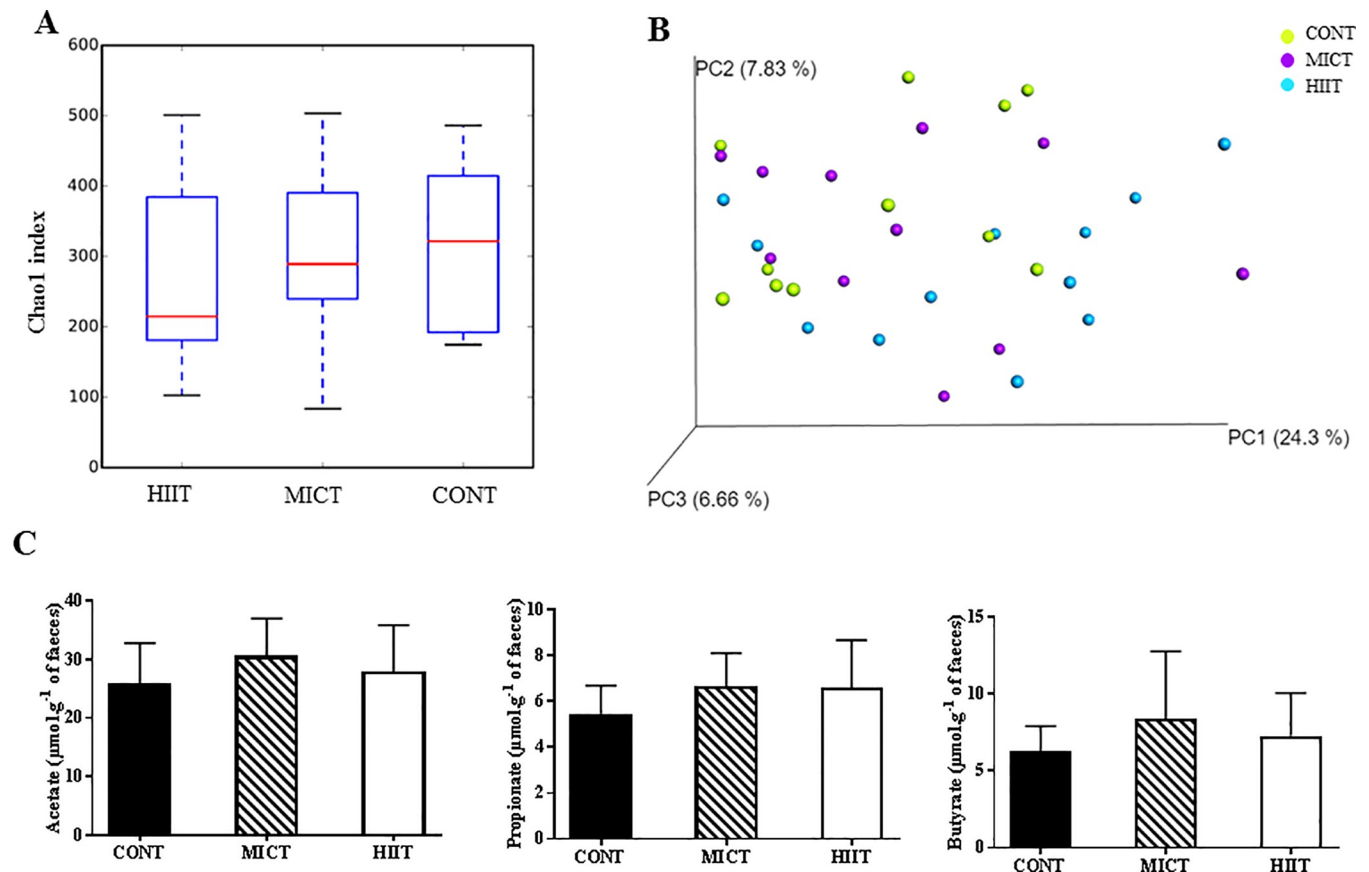 A
600
500
400
300
200
100
0
Chao1 index
HIIT MICT CONT
B
PC2 (7.83 %)
PC1 (24.3 %)
PC3 (6.66 %)
CONT
MICT
HIIT
C
Acetate (µmol.g-1 of faeces)
40
30
20
10
0
CONT MICT HIIT
Propionate (µmol.g-1 of faeces)
10
8
6
4
2
0
CONT MICT HIIT
Butyrate (µmol.g-1 of faeces)
15
10
5
0
CONT MICT HIIT